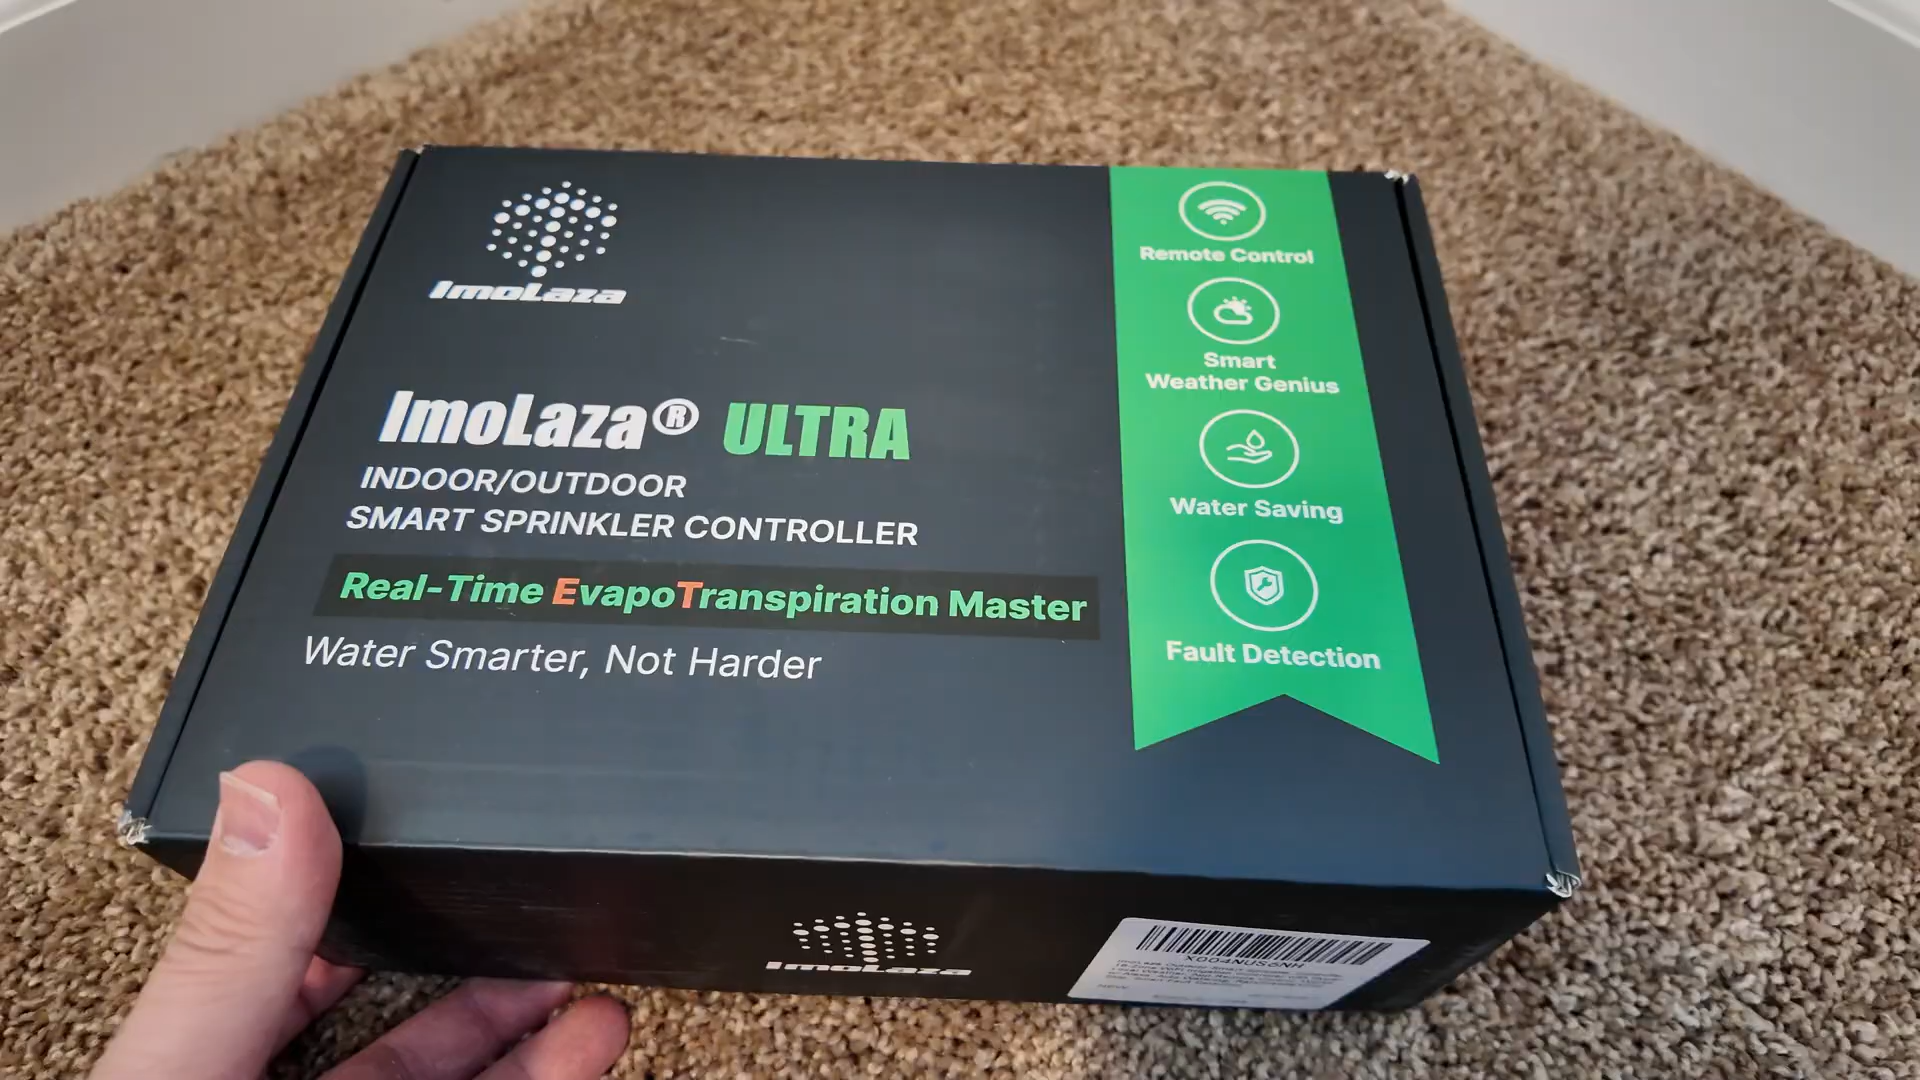 ImoLaza
ImoLaza® ULTRA
INDOOR/OUTDOOR
SMART SPRINKLER CONTROLLER
Real-Time EvapoTranspiration Master
Water Smarter, Not Harder
Remote Control
Smart
Weather Genius
Water Saving
Fault Detection
ImoLaza
X004NUS6NH